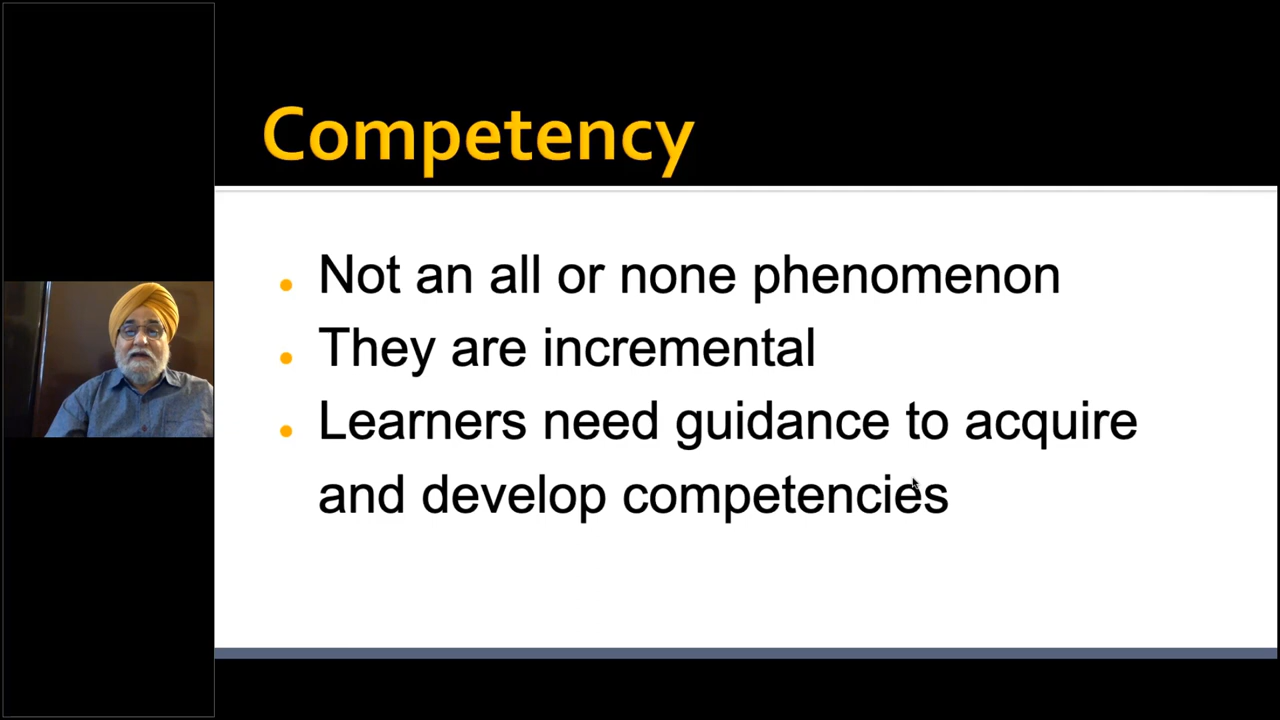 Competency
Not an all or none phenomenon
They are incremental
Learners need guidance to acquire
and develop competencies